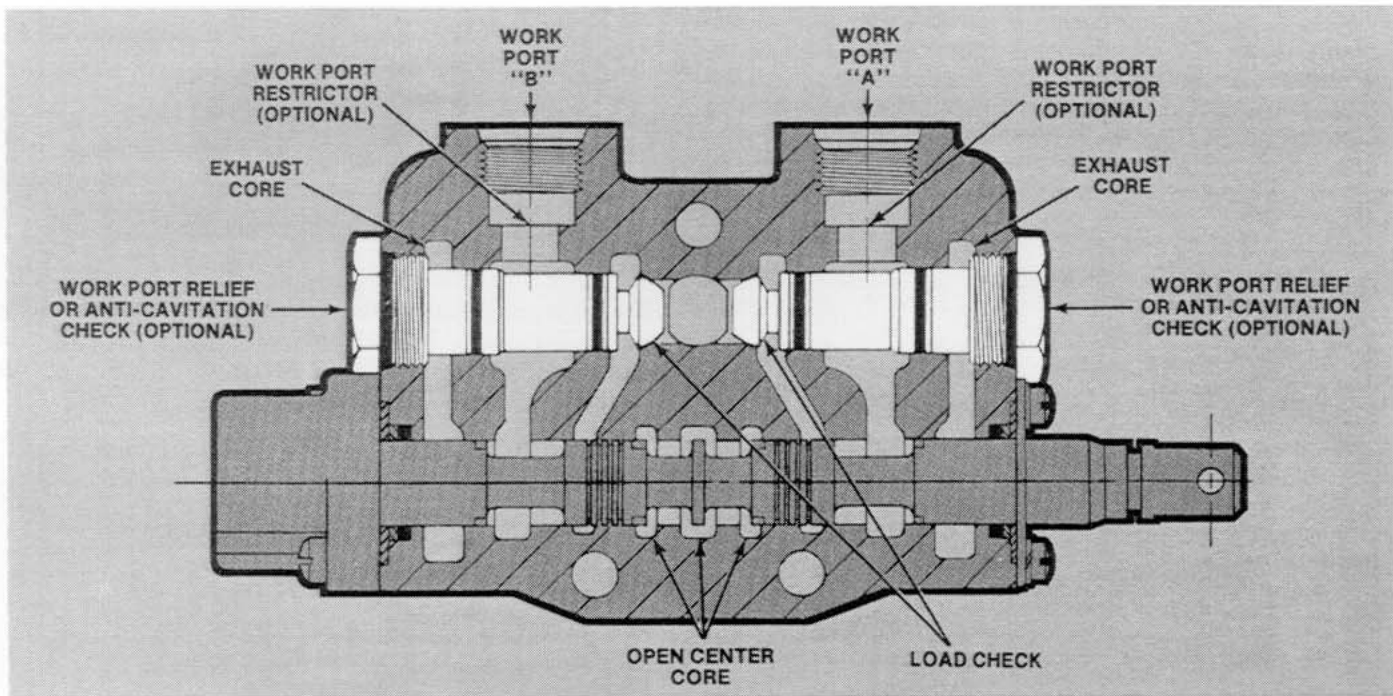 WORK
PORT
"B"
WORK
PORT
"A"
WORK PORT
RESTRICTOR
(OPTIONAL)
WORK PORT
RESTRICTOR
(OPTIONAL)
EXHAUST
CORE
EXHAUST
CORE
WORK PORT RELIEF
OR ANTI-CAVITATION
CHECK (OPTIONAL)
WORK PORT RELIEF
OR ANTI-CAVITATION
CHECK (OPTIONAL)
OPEN CENTER
CORE
LOAD CHECK